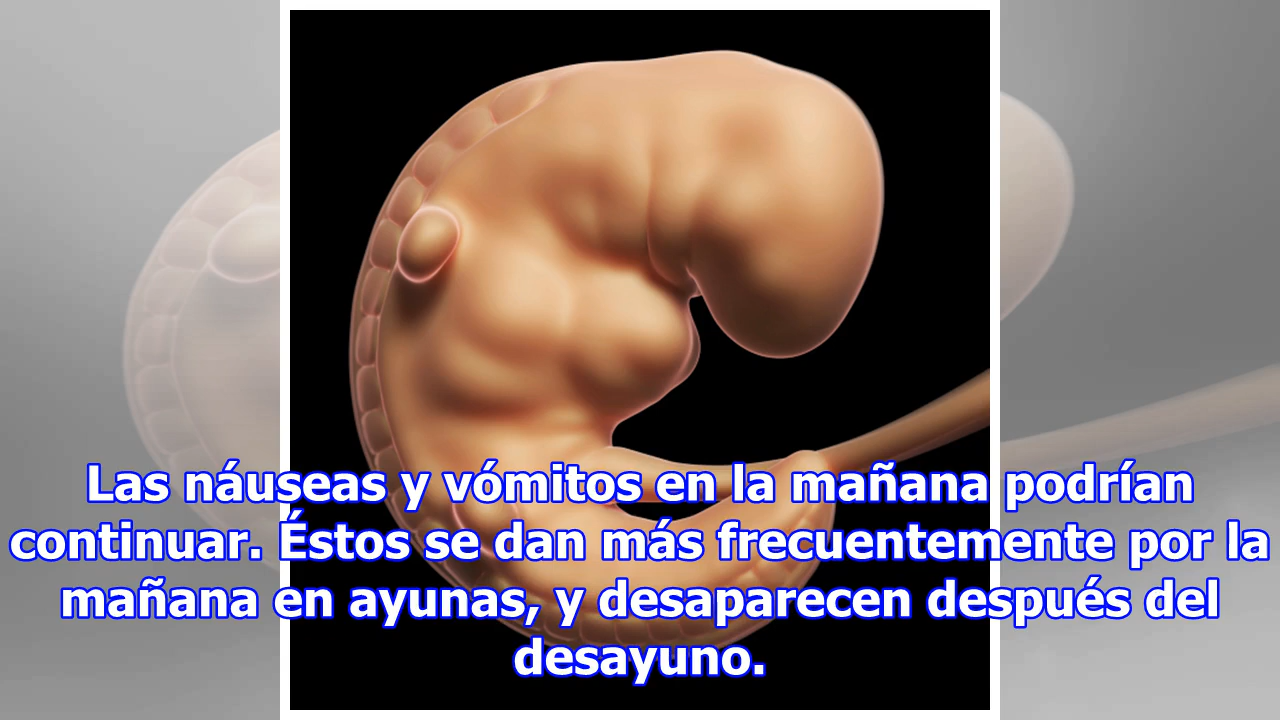 Las náuseas y vómitos en la mañana podrían
continuar. Éstos se dan más frecuentemente por la
mañana en ayunas, y desaparecen después del
desayuno.